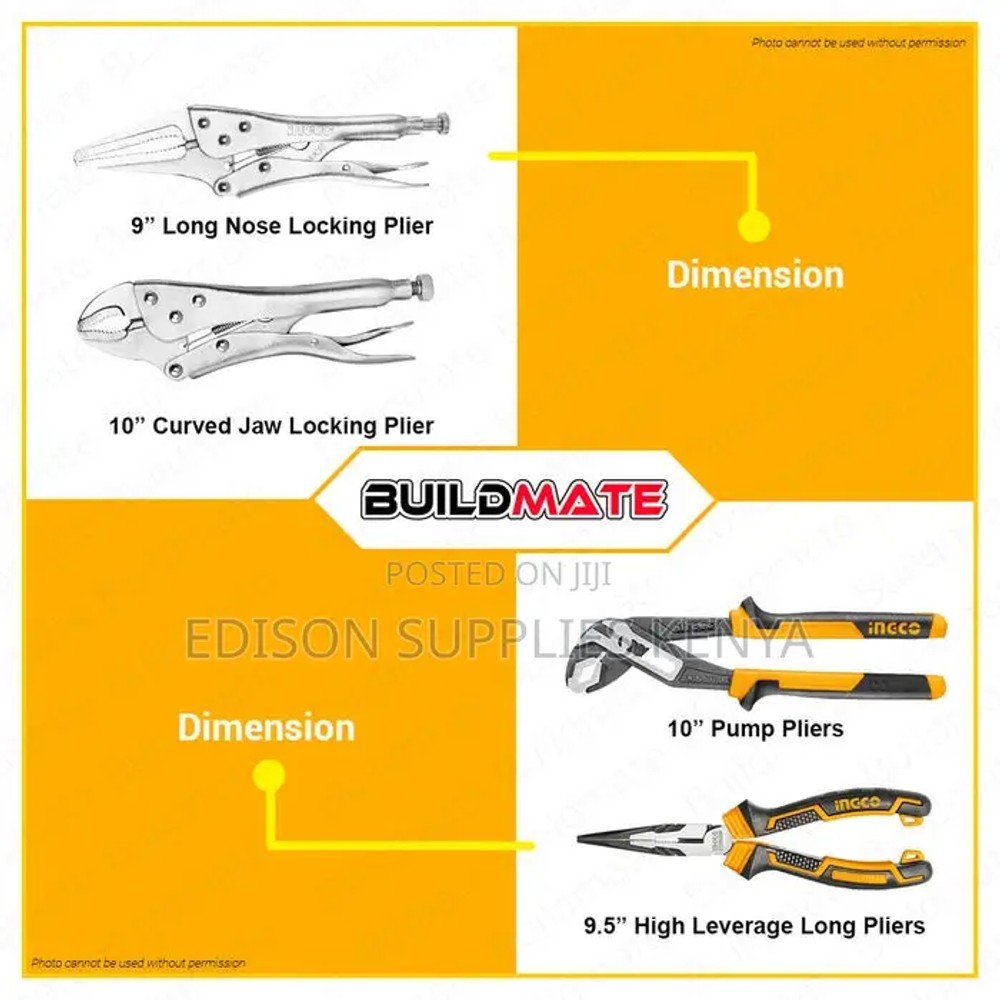 Photo cannot be used without permission
9” Long Nose Locking Plier
Dimension
10” Curved Jaw Locking Plier
BUILDMATE
POSTED ON JIJI
EDISON SUPPLIES KENYA
INGCO
10” Pump Pliers
Dimension
INGCO
9.5” High Leverage Long Pliers
Photo cannot be used without permission